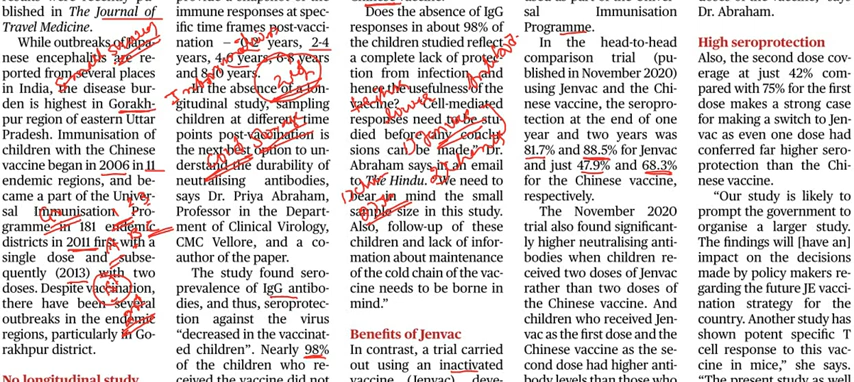 blished in The Journal of
Travel Medicine.
While outbreaks of Japa-
nese encephalitis are re-
ported from several places
in India, the disease bur-
den is highest in Gorakh-
pur region of eastern Uttar
Pradesh. Immunisation of
children with the Chinese
vaccine began in 2006 in 11
endemic regions, and be-
came a part of the Univer-
sal Immunisation Pro-
gramme in 181 endemic
districts in 2011 first with a
single dose and subse-
quently (2013) with two
doses. Despite vaccination,
there have been several
outbreaks in the endemic
regions, particularly in Go-
rakhpur district.
No longitudinal study
immune responses at spec-
ific time frames post-vacci-
nation – 0-2 years, 2-4
years, 4-6 years, 6-8 years
and 8-10 years.
In the absence of a lon-
gitudinal study, sampling
children at different time
points post-vaccination is
the next best option to un-
derstand the durability of
neutralising antibodies,
says Dr. Priya Abraham,
Professor in the Depart-
ment of Clinical Virology,
CMC Vellore, and a co-
author of the paper.
The study found sero-
prevalence of IgG antibo-
dies, and thus, seroprotec-
tion against the virus
"decreased in the vaccinat-
ed children". Nearly 98%
of the children who re-
ceived the vaccine did not
Does the absence of IgG
responses in about 98% of
the children studied reflect
a complete lack of protec-
tion from infection and
hence usefulness of the
vaccine? "Cell-mediated
responses need to be stu-
died before any conclu-
sions can be made," Dr.
Abraham says in an email
to The Hindu. "We need to
bear in mind the small
sample size in this study.
Also, follow-up of these
children and lack of infor-
mation about maintenance
of the cold chain of the vac-
cine needs to be borne in
mind."
Benefits of Jenvac
In contrast, a trial carried
out using an inactivated
vaccine (Jenvac), deve-
sal Immunisation
Programme.
In the head-to-head
comparison trial (pu-
blished in November 2020)
using Jenvac and the Chi-
nese vaccine, the seropro-
tection at the end of one
year and two years was
81.7% and 88.5% for Jenvac
and just 47.9% and 68.3%
for the Chinese vaccine,
respectively.
The November 2020
trial also found significant-
ly higher neutralising anti-
bodies when children re-
ceived two doses of Jenvac
rather than two doses of
the Chinese vaccine. And
children who received Jen-
vac as the first dose and the
Chinese vaccine as the se-
cond dose had higher anti-
body levels than those who
Dr. Abraham.
High seroprotection
Also, the second dose cov-
erage at just 42% com-
pared with 75% for the first
dose makes a strong case
for making a switch to Jen-
vac as even one dose had
conferred far higher sero-
protection than the Chi-
nese vaccine.
"Our study is likely to
prompt the government to
organise a larger study.
The findings will [have an]
impact on the decisions
made by policy makers re-
garding the future JE vacci-
nation strategy for the
country. Another study has
shown potent specific T
cell response to this vac-
cine in mice," she says.
"The present study as well